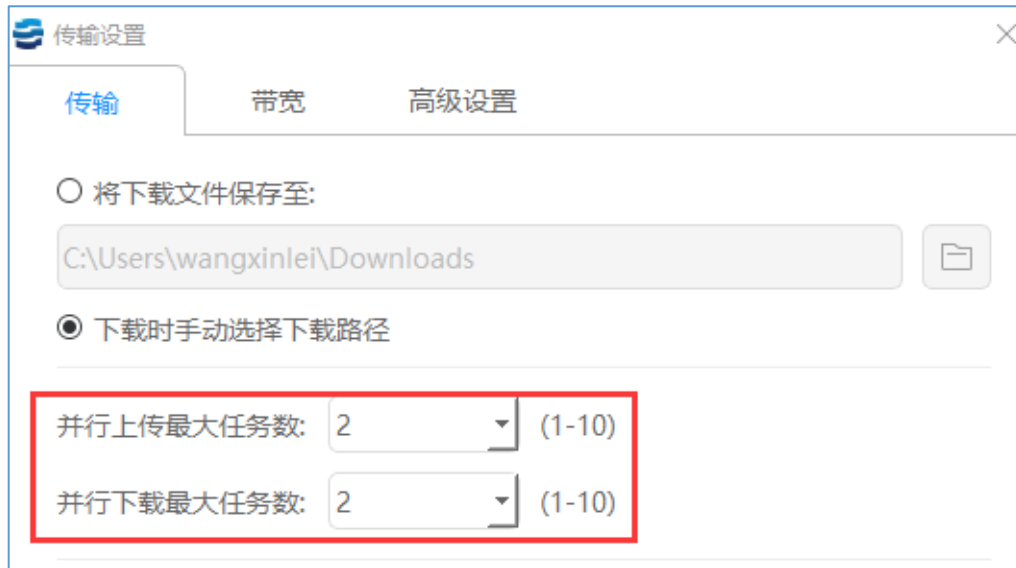 传输设置
传输 带宽 高级设置
将下载文件保存至:
C:\Users\wangxinlei\Downloads
下载时手动选择下载路径
并行上传最大任务数: 2 (1-10)
并行下载最大任务数: 2 (1-10)